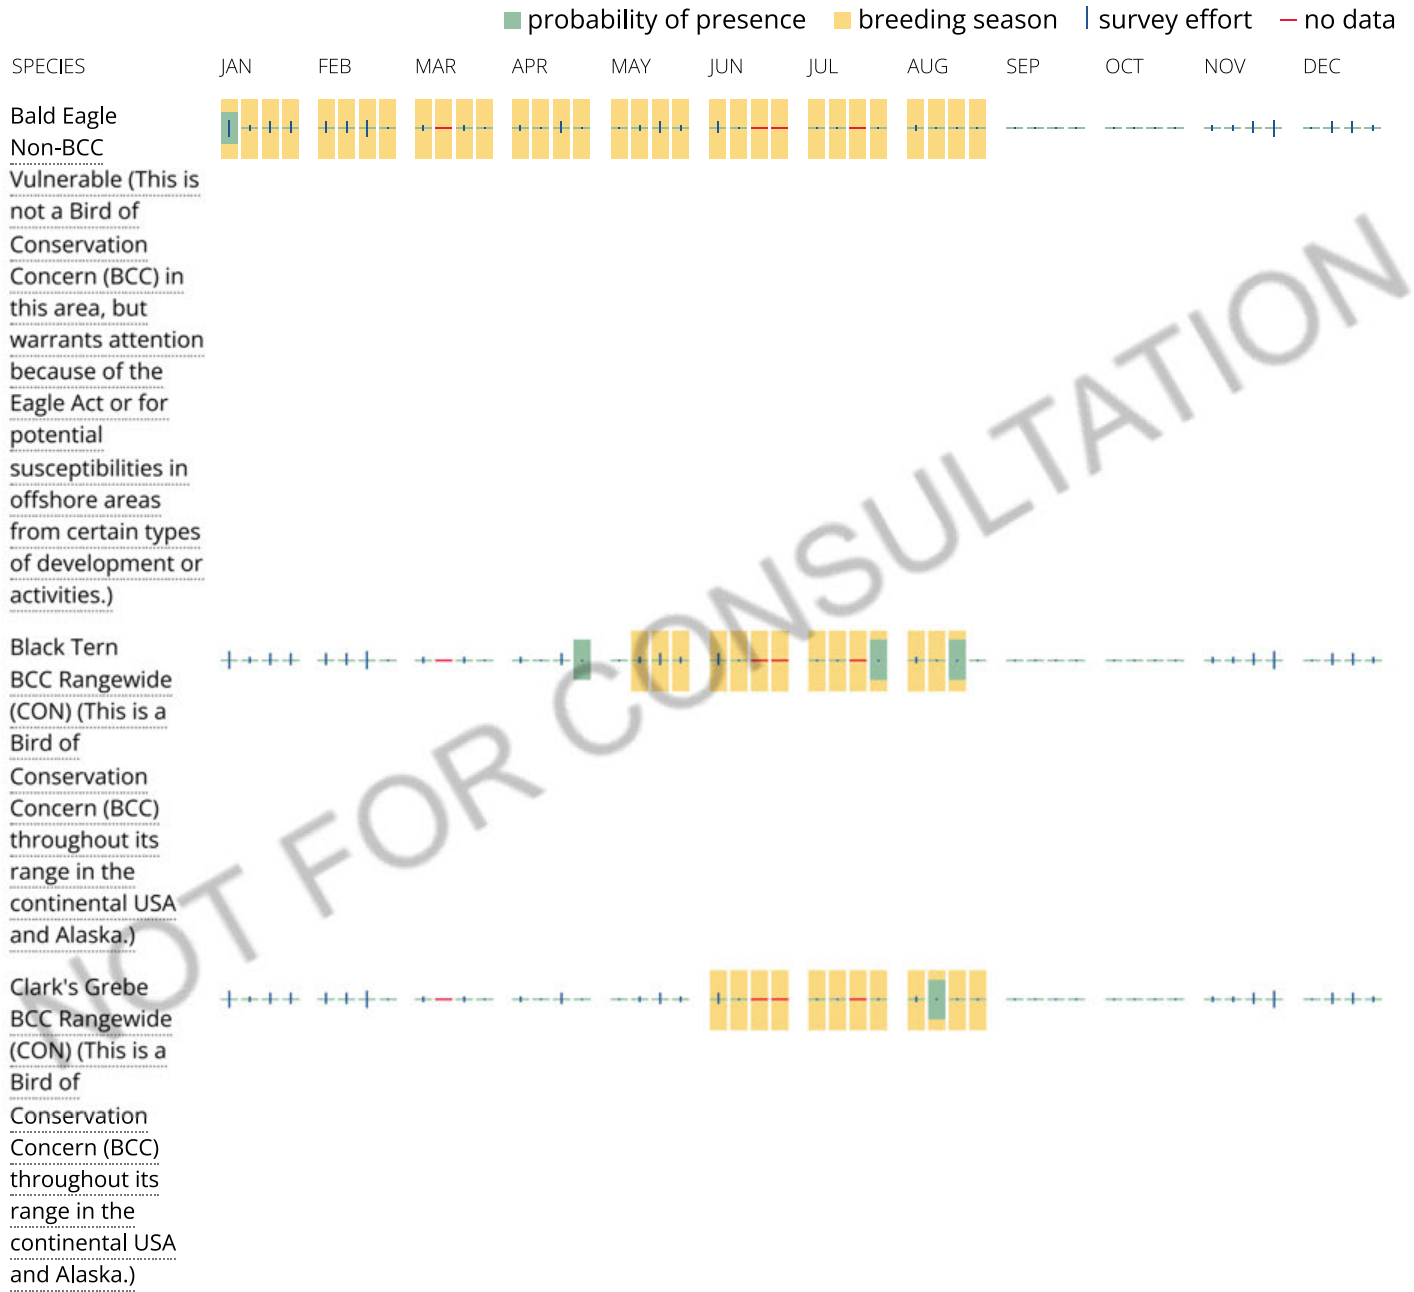 probability of presence breeding season survey effort no data
SPECIES JAN FEB MAR APR MAY JUN JUL AUG SEP OCT NOV DEC
Bald Eagle
Non-BCC
Vulnerable (This is
not a Bird of
Conservation
Concern (BCC) in
this area, but
warrants attention
because of the
Eagle Act or for
potential
susceptibilities in
offshore areas
from certain types
of development or
activities.)
Black Tern
BCC Rangewide
(CON) (This is a
Bird of
Conservation
Concern (BCC)
throughout its
range in the
continental USA
and Alaska.)
Clark's Grebe
BCC Rangewide
(CON) (This is a
Bird of
Conservation
Concern (BCC)
throughout its
range in the
continental USA
and Alaska.)
NOT FOR CONSULTATION